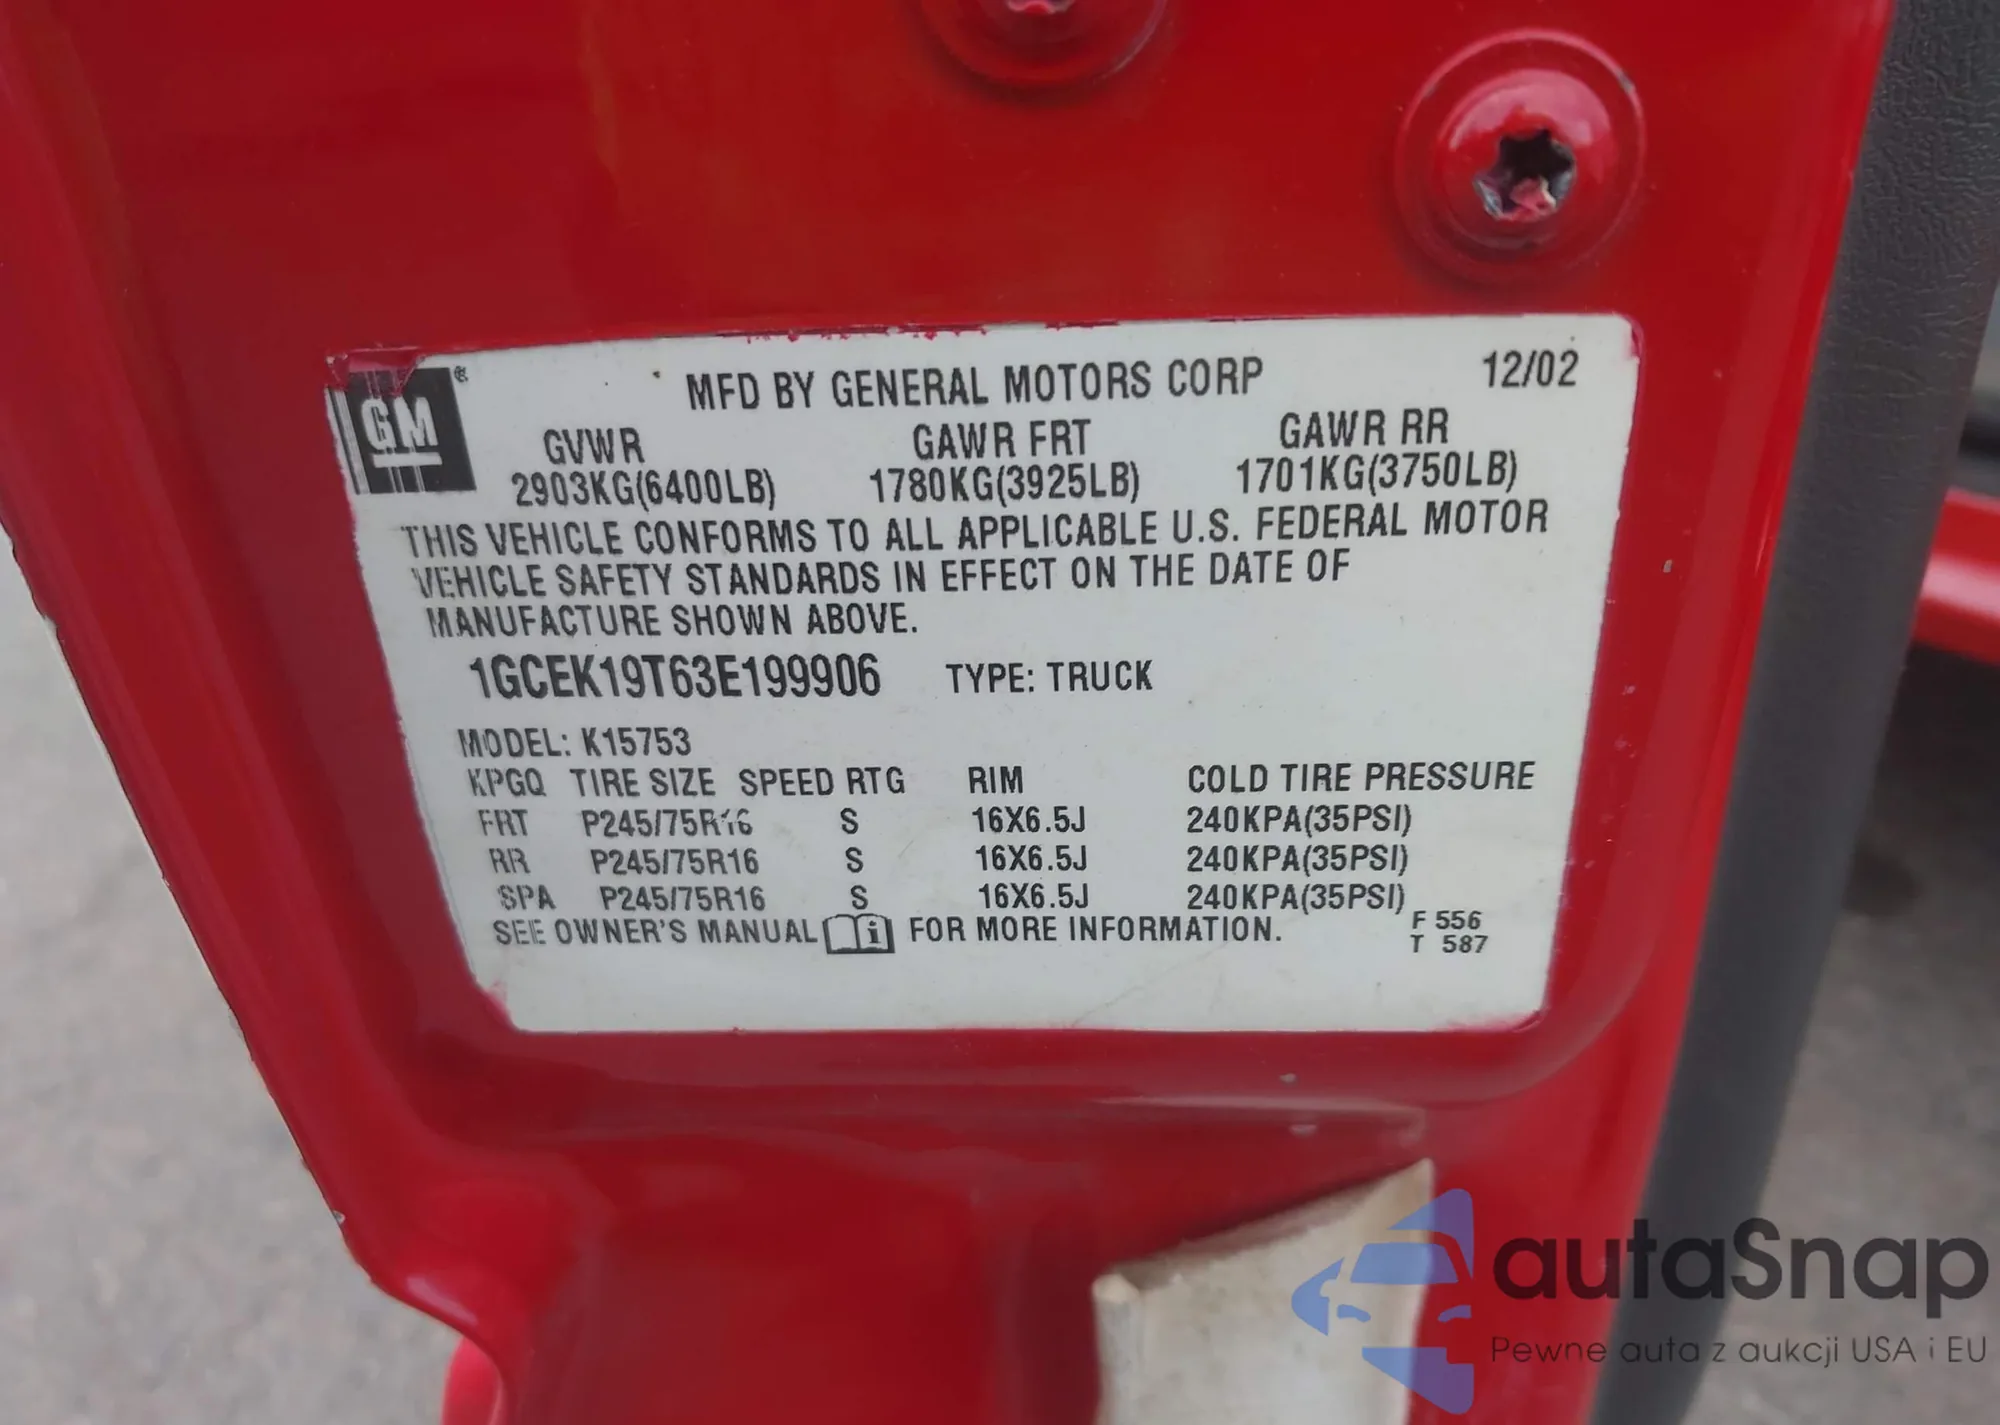 GM
MFD BY GENERAL MOTORS CORP 12/02
GVWR GAWR FRT GAWR RR
2903KG(6400LB) 1780KG(3925LB) 1701KG(3750LB)
THIS VEHICLE CONFORMS TO ALL APPLICABLE U.S. FEDERAL MOTOR
VEHICLE SAFETY STANDARDS IN EFFECT ON THE DATE OF
MANUFACTURE SHOWN ABOVE.
1GCEK19T63E199906 TYPE: TRUCK
MODEL: K15753
KPGQ TIRE SIZE SPEED RTG RIM COLD TIRE PRESSURE
FRT P245/75R16 S 16X6.5J 240KPA(35PSI)
RR P245/75R16 S 16X6.5J 240KPA(35PSI)
SPA P245/75R16 S 16X6.5J 240KPA(35PSI)
SEE OWNER'S MANUAL i FOR MORE INFORMATION.
F 556
T 587
autaSnap
Pewne auta z aukcji USA i EU